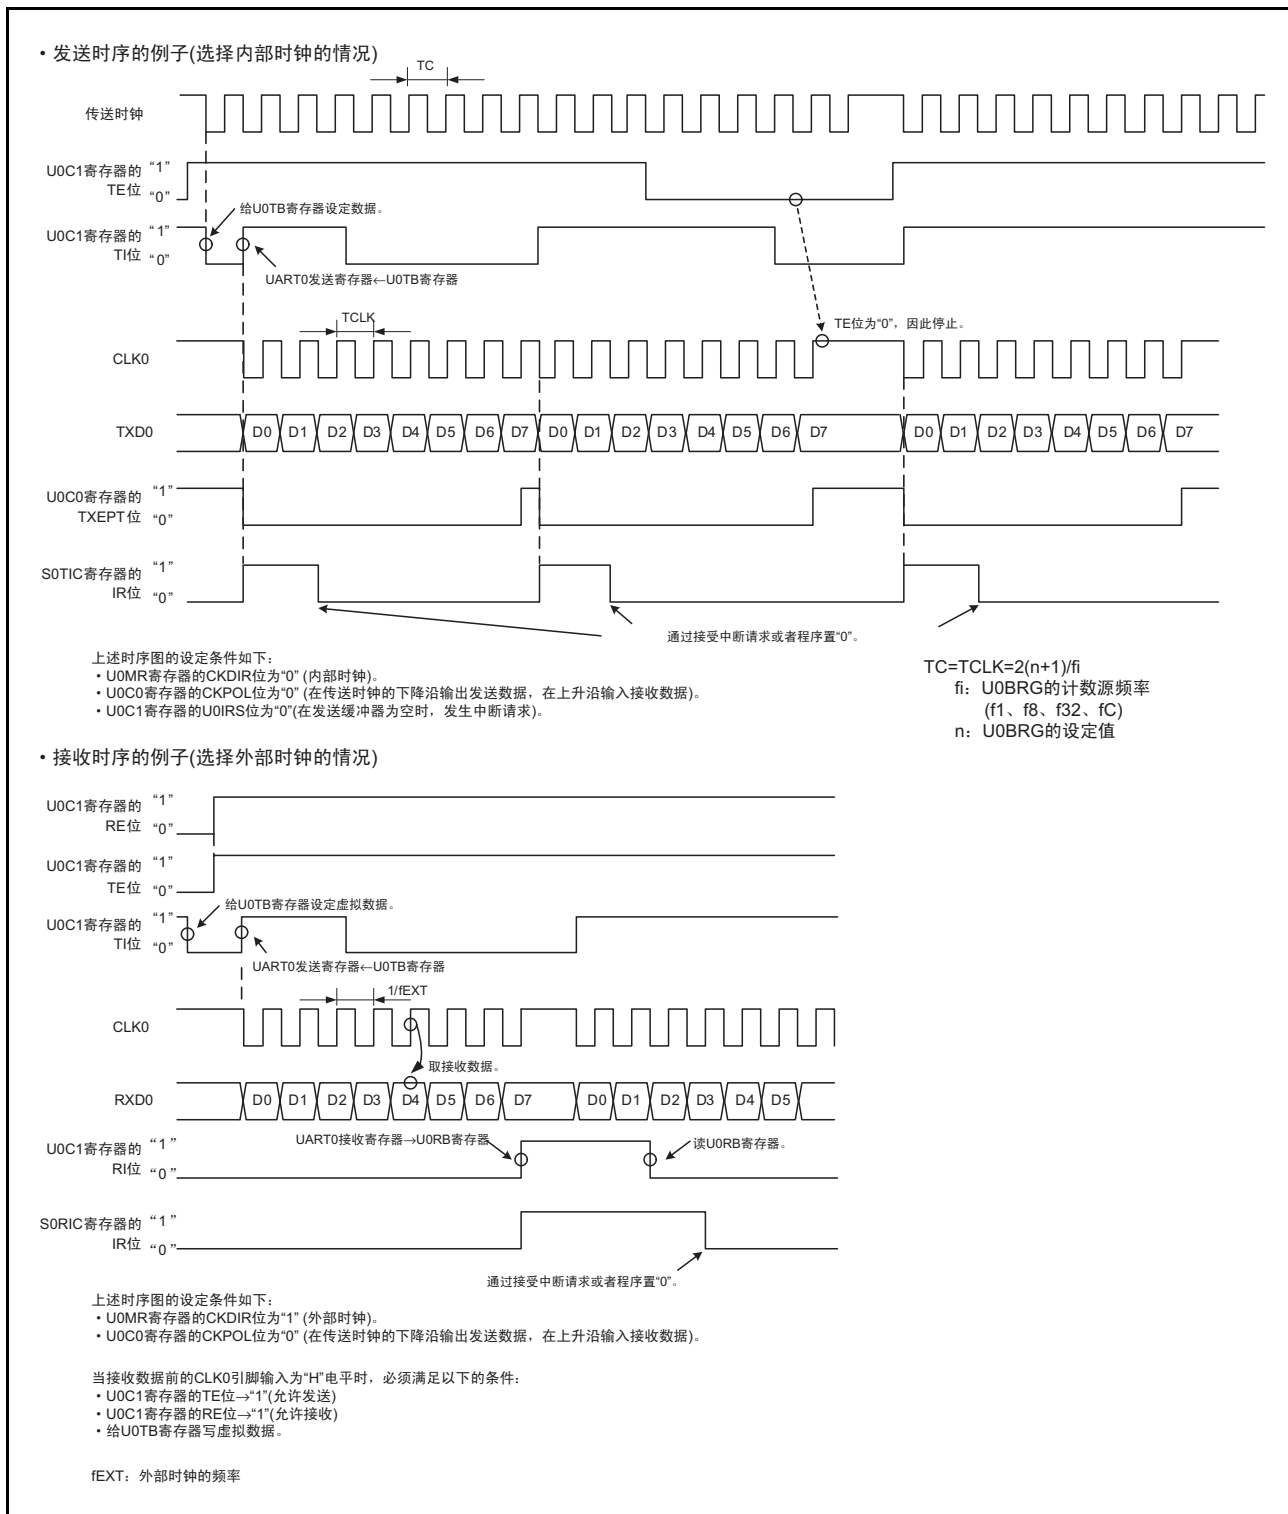 • 发送时序的例子(选择内部时钟的情况)
TC
传送时钟
U0C1寄存器的 “1”
TE位 “0”
给U0TB寄存器设定数据。
U0C1寄存器的 “1”
TI位 “0”
UART0发送寄存器←U0TB寄存器
TCLK
TE位为“0”，因此停止。
CLK0
TXD0 D0 D1 D2 D3 D4 D5 D6 D7 D0 D1 D2 D3 D4 D5 D6 D7 D0 D1 D2 D3 D4 D5 D6 D7
U0C0寄存器的 “1”
TXEPT位 “0”
S0TIC寄存器的 “1”
IR位 “0”
通过接受中断请求或者程序置“0”。
上述时序图的设定条件如下：
• U0MR寄存器的CKDIR位为“0” (内部时钟)。
• U0C0寄存器的CKPOL位为“0” (在传送时钟的下降沿输出发送数据，在上升沿输入接收数据)。
• U0C1寄存器的U0IRS位为“0”(在发送缓冲器为空时，发生中断请求)。
TC=TCLK=2(n+1)/fi
fi：U0BRG的计数源频率
(f1、f8、f32、fC)
n：U0BRG的设定值
• 接收时序的例子(选择外部时钟的情况)
U0C1寄存器的 “1”
RE位 “0”
U0C1寄存器的 “1”
TE位 “0”
给U0TB寄存器设定虚拟数据。
U0C1寄存器的 “1”
TI位 “0”
UART0发送寄存器←U0TB寄存器
1/fEXT
CLK0
取接收数据。
RXD0 D0 D1 D2 D3 D4 D5 D6 D7 D0 D1 D2 D3 D4 D5
UART0接收寄存器→U0RB寄存器
读U0RB寄存器。
U0C1寄存器的 “1”
RI位 “0”
S0RIC寄存器的 “1”
IR位 “0”
通过接受中断请求或者程序置“0”。
上述时序图的设定条件如下：
• U0MR寄存器的CKDIR位为“1” (外部时钟)。
• U0C0寄存器的CKPOL位为“0” (在传送时钟的下降沿输出发送数据，在上升沿输入接收数据)。
当接收数据前的CLK0引脚输入为“H”电平时，必须满足以下的条件：
• U0C1寄存器的TE位→“1”(允许发送)
• U0C1寄存器的RE位→“1”(允许接收)
• 给U0TB寄存器写虚拟数据。
fEXT：外部时钟的频率